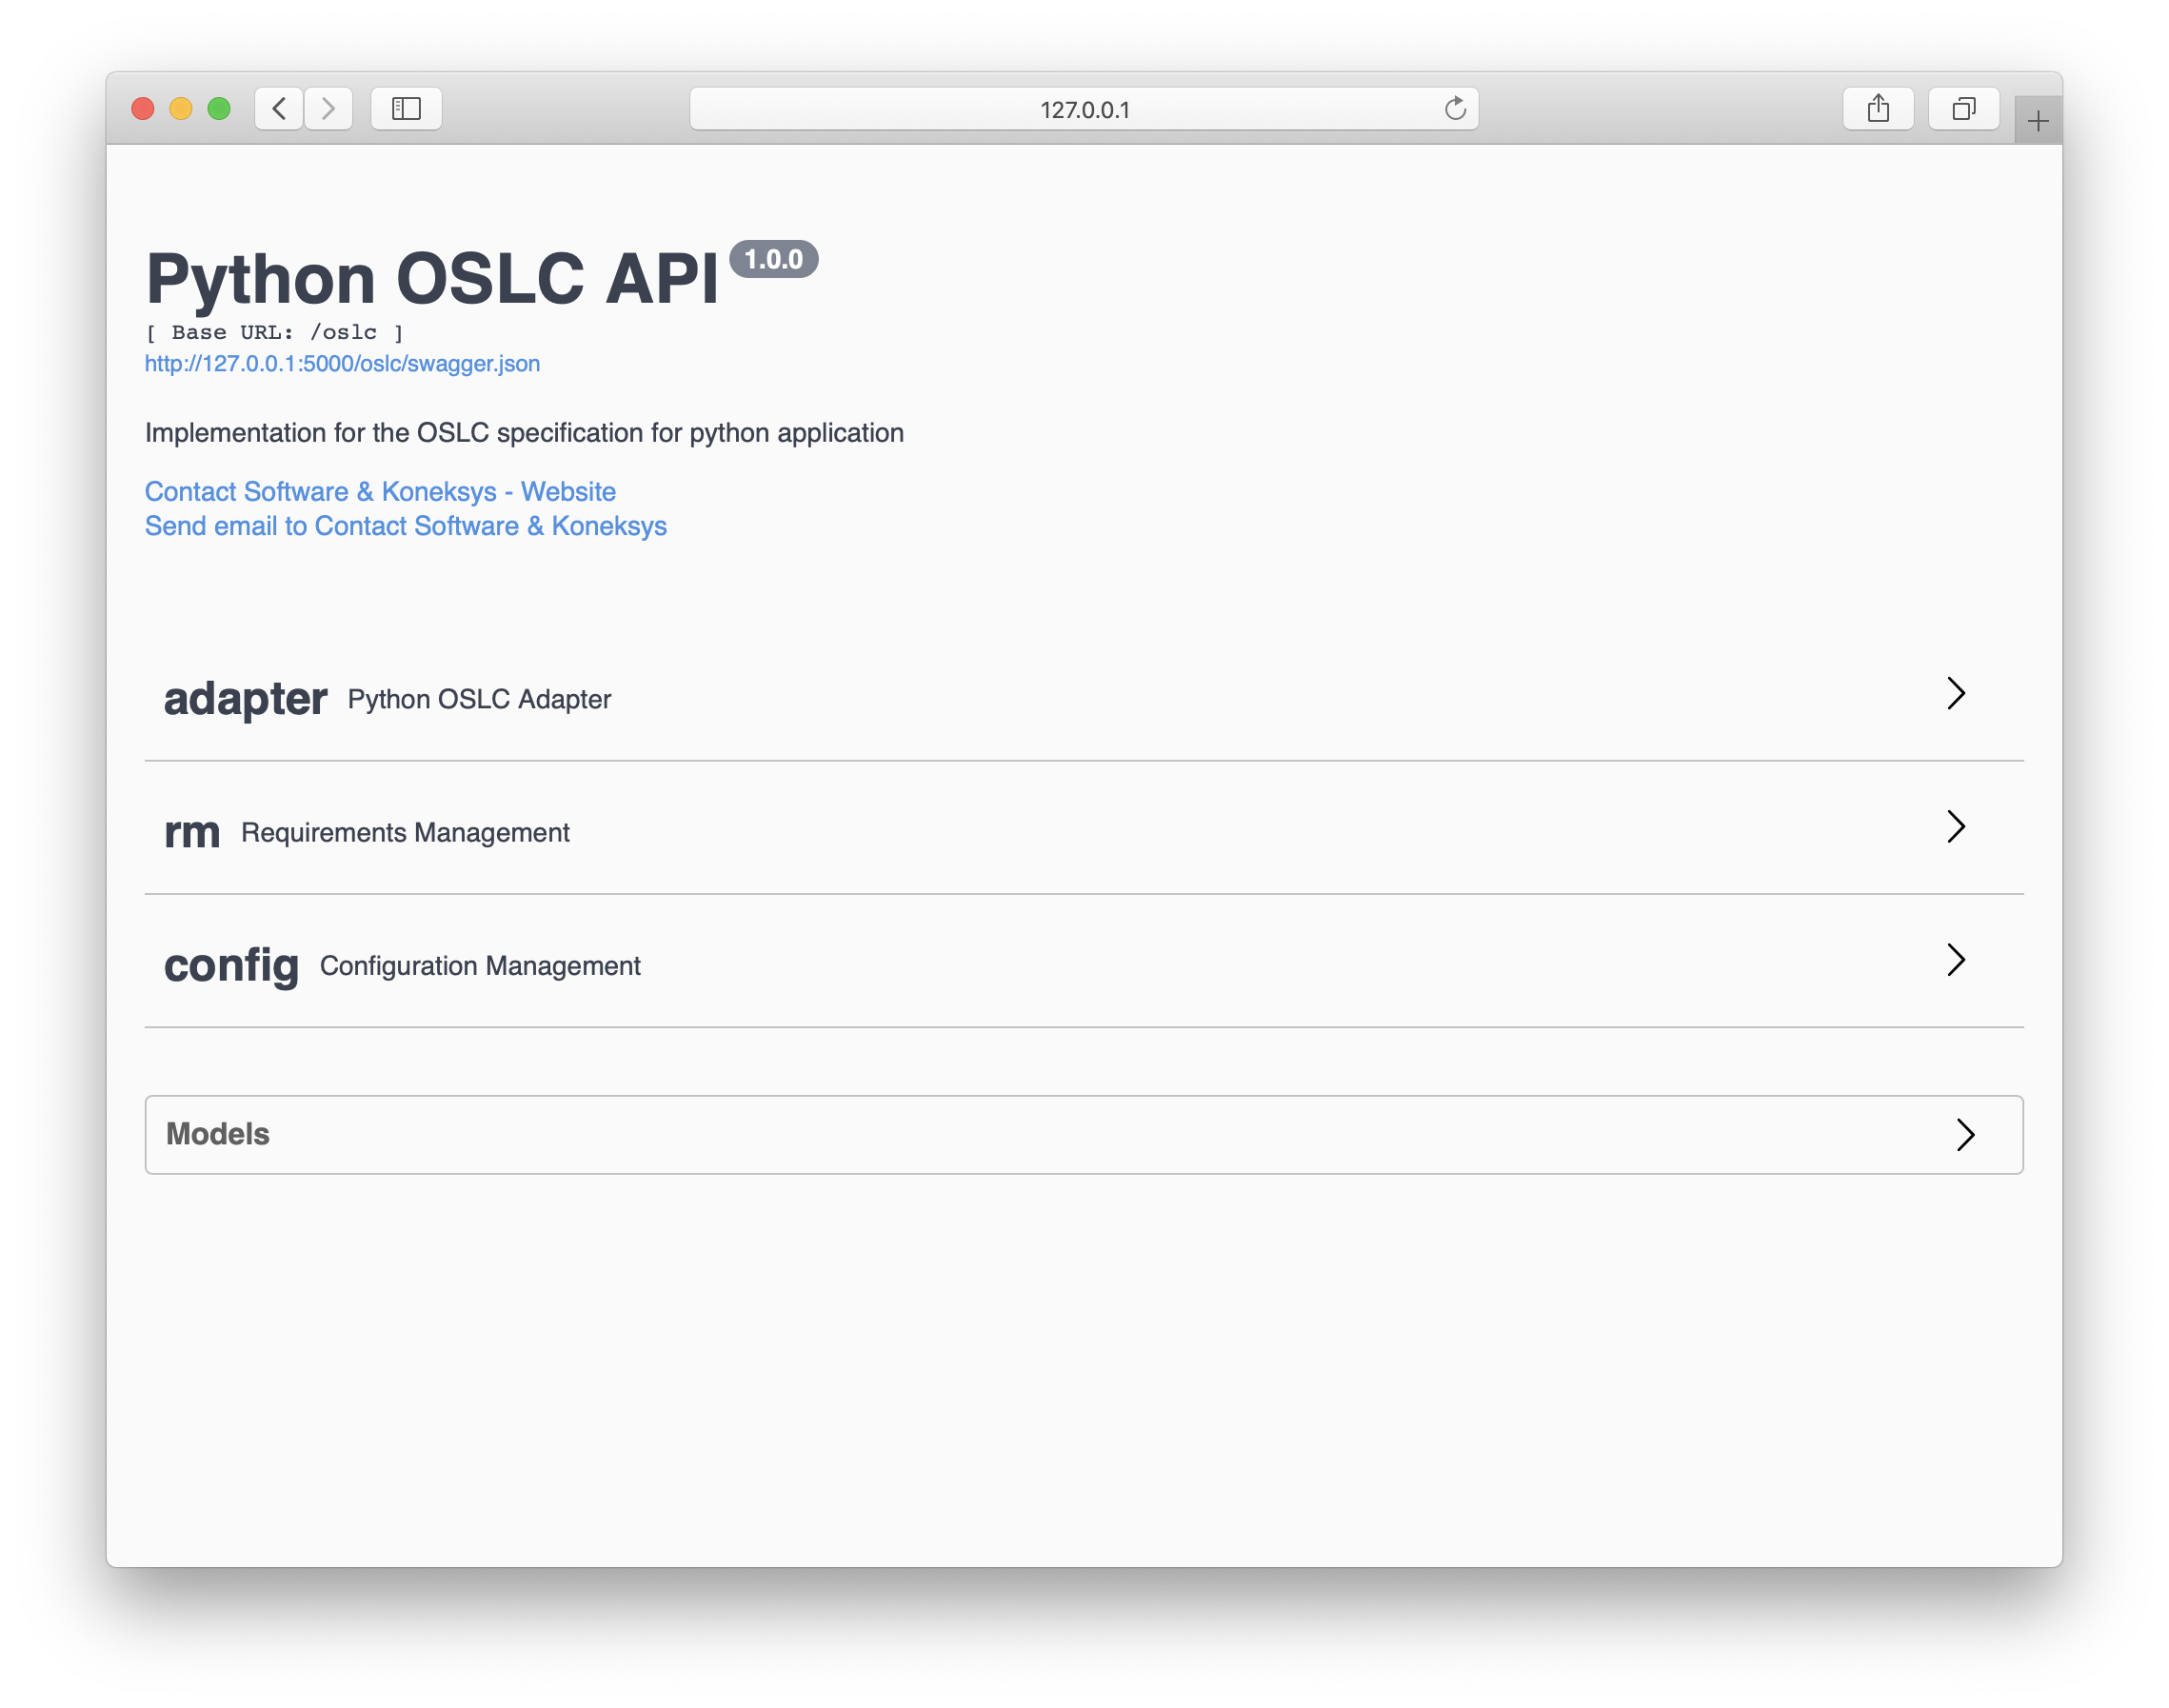 127.0.0.1
Python OSLC API 1.0.0
[ Base URL: /oslc ]
http://127.0.0.1:5000/oslc/swagger.json
Implementation for the OSLC specification for python application
Contact Software & Koneksys - Website
Send email to Contact Software & Koneksys
adapter Python OSLC Adapter
rm Requirements Management
config Configuration Management
Models